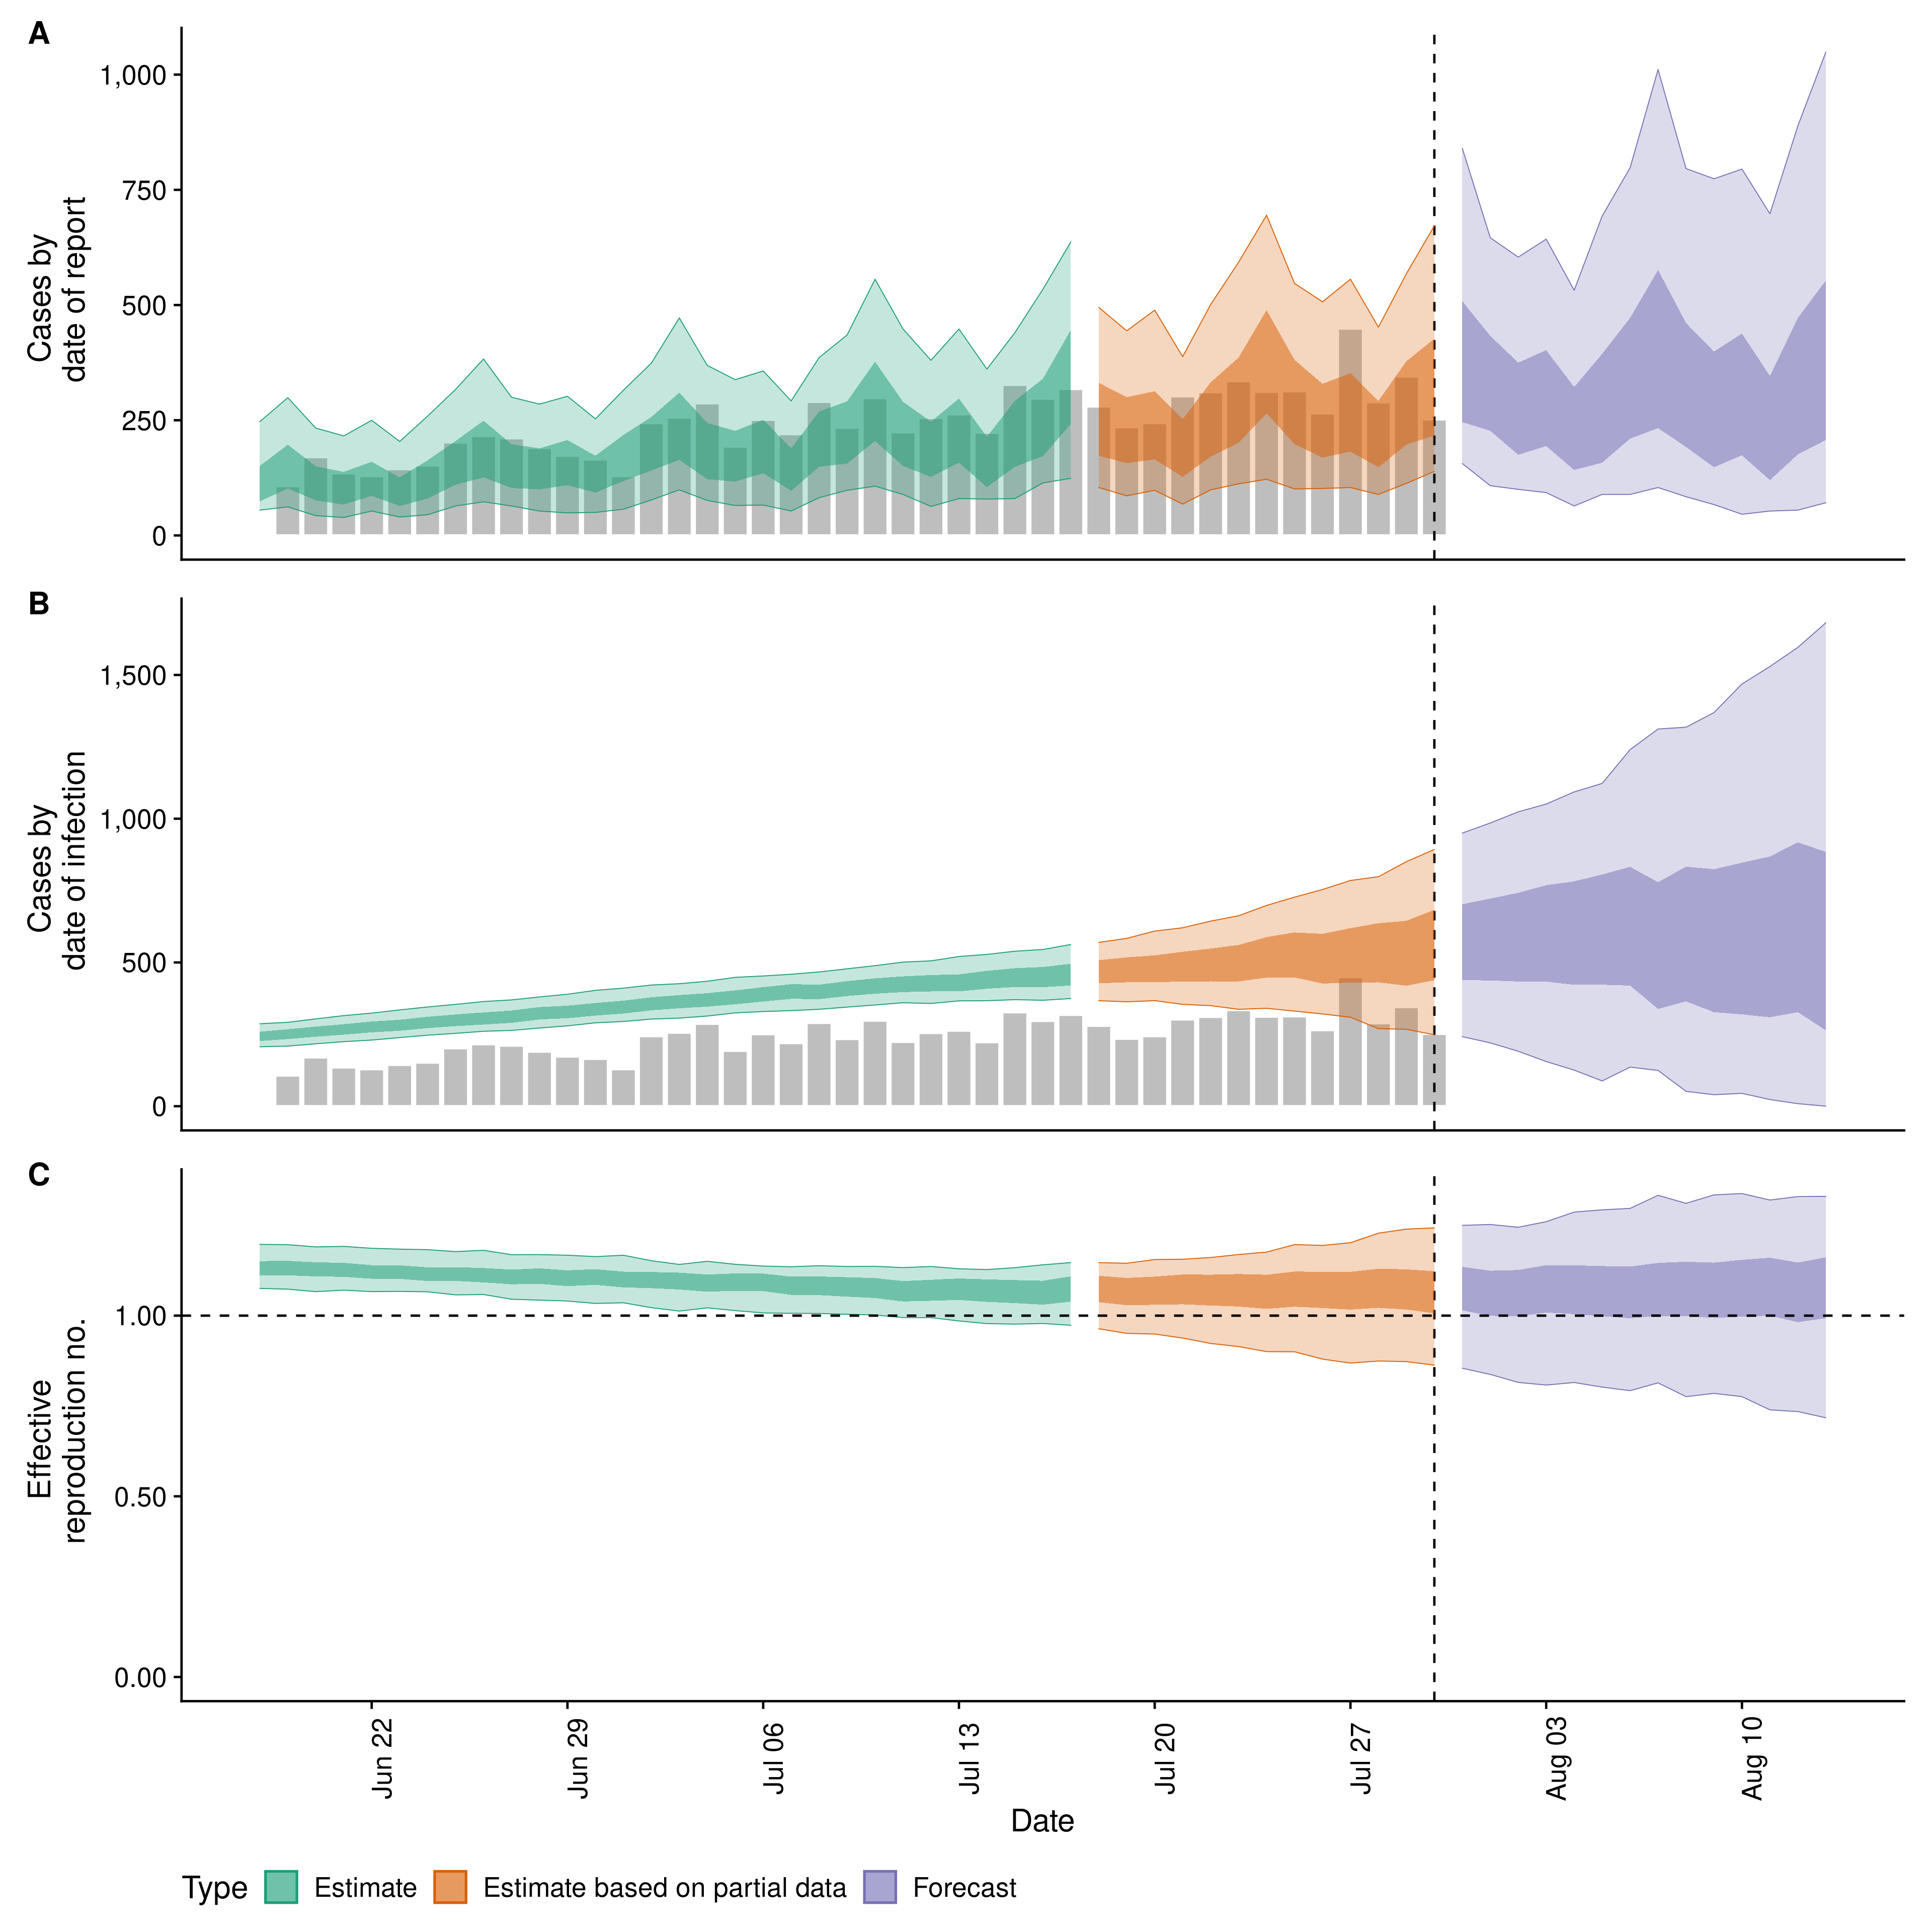 A
Cases by
date of report
1,000
750
500
250
0
B
Cases by
date of infection
1,500
1,000
500
0
C
Effective
reproduction no.
1.00
0.50
0.00
Jun 22
Jun 29
Jul 06
Jul 13
Jul 20
Jul 27
Aug 03
Aug 10
Date
Type
Estimate
Estimate based on partial data
Forecast